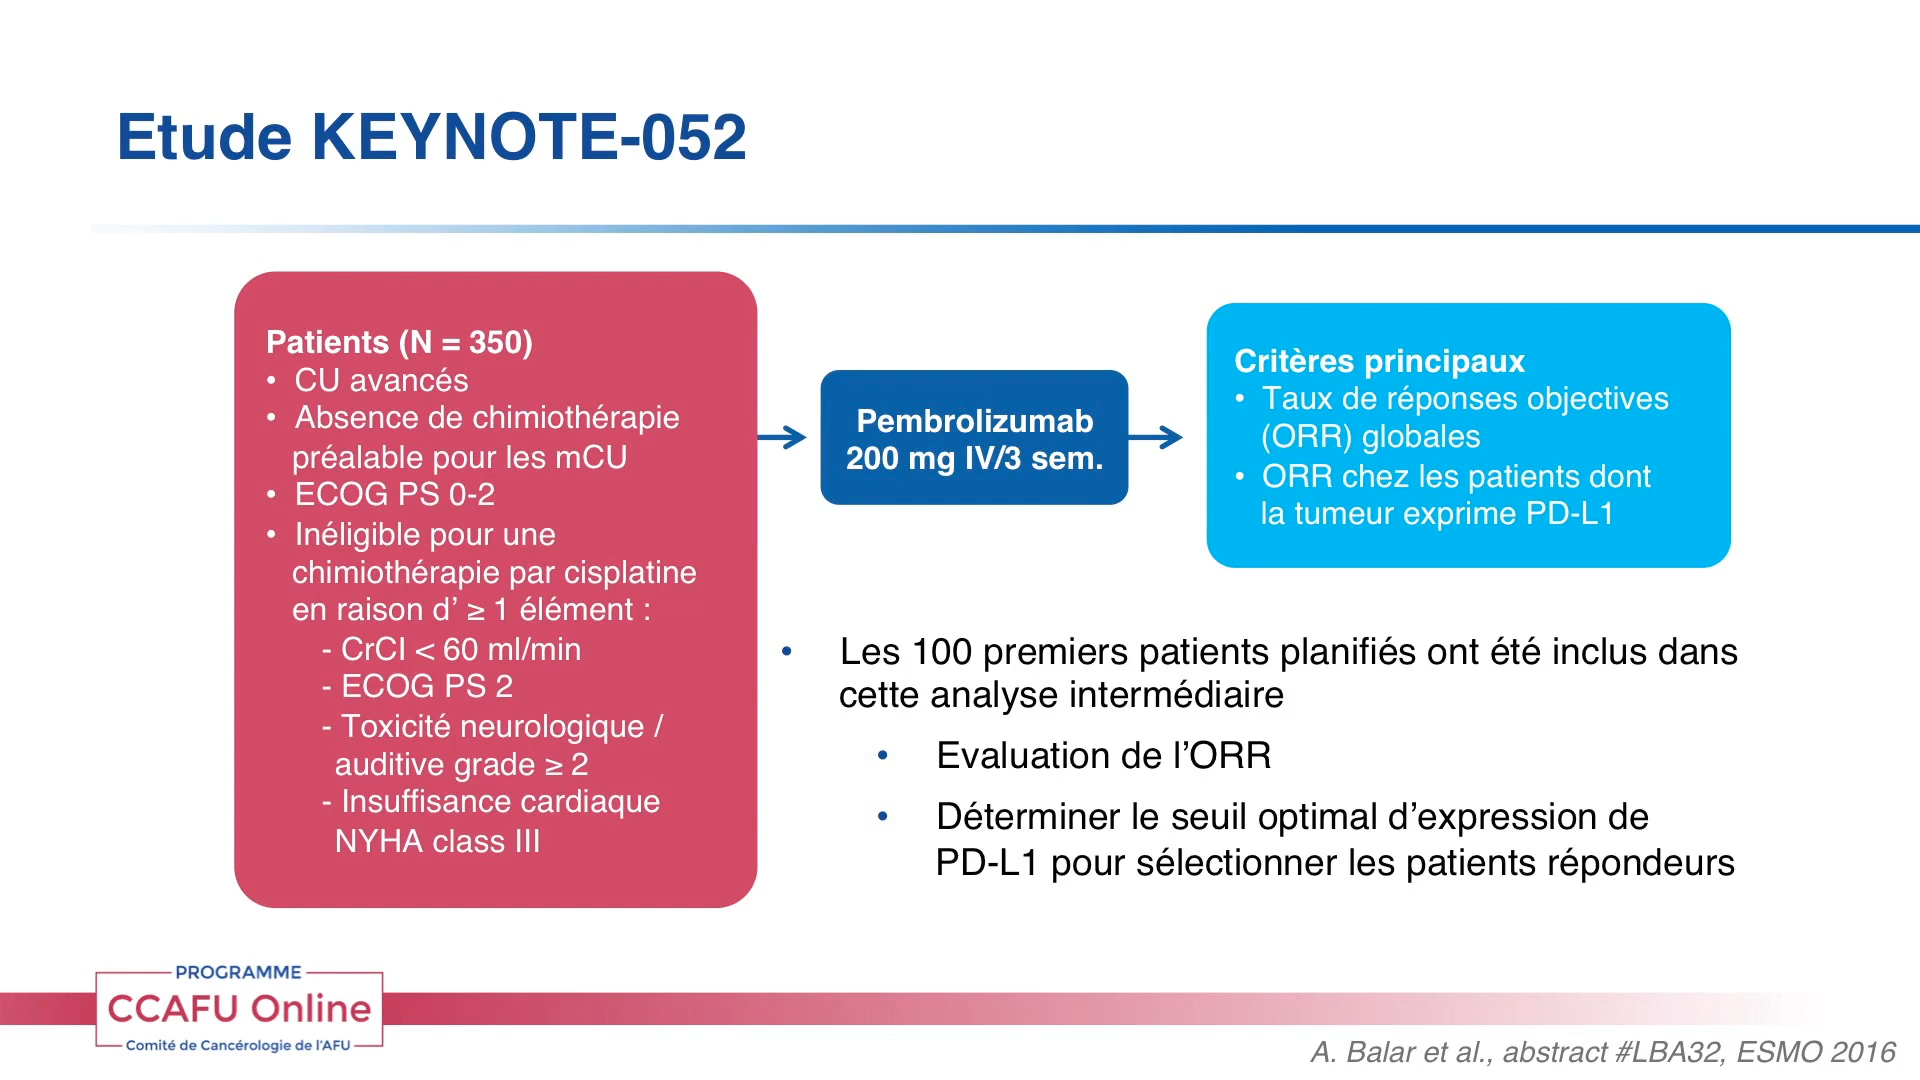 Etude KEYNOTE-052
Patients (N = 350)
• CU avancés
• Absence de chimiothérapie
préalable pour les mCU
• ECOG PS 0-2
• Inéligible pour une
chimiothérapie par cisplatine
en raison d’ ≥ 1 élément :
- CrCl < 60 ml/min
- ECOG PS 2
- Toxicité neurologique /
auditive grade ≥ 2
- Insuffisance cardiaque
NYHA class III
Pembrolizumab
200 mg IV/3 sem.
Critères principaux
• Taux de réponses objectives
(ORR) globales
• ORR chez les patients dont
la tumeur exprime PD-L1
• Les 100 premiers patients planifiés ont été inclus dans
cette analyse intermédiaire
• Evaluation de l’ORR
• Déterminer le seuil optimal d’expression de
PD-L1 pour sélectionner les patients répondeurs
PROGRAMME
CCAFU Online
Comité de Cancérologie de l’AFU
A. Balar et al., abstract #LBA32, ESMO 2016